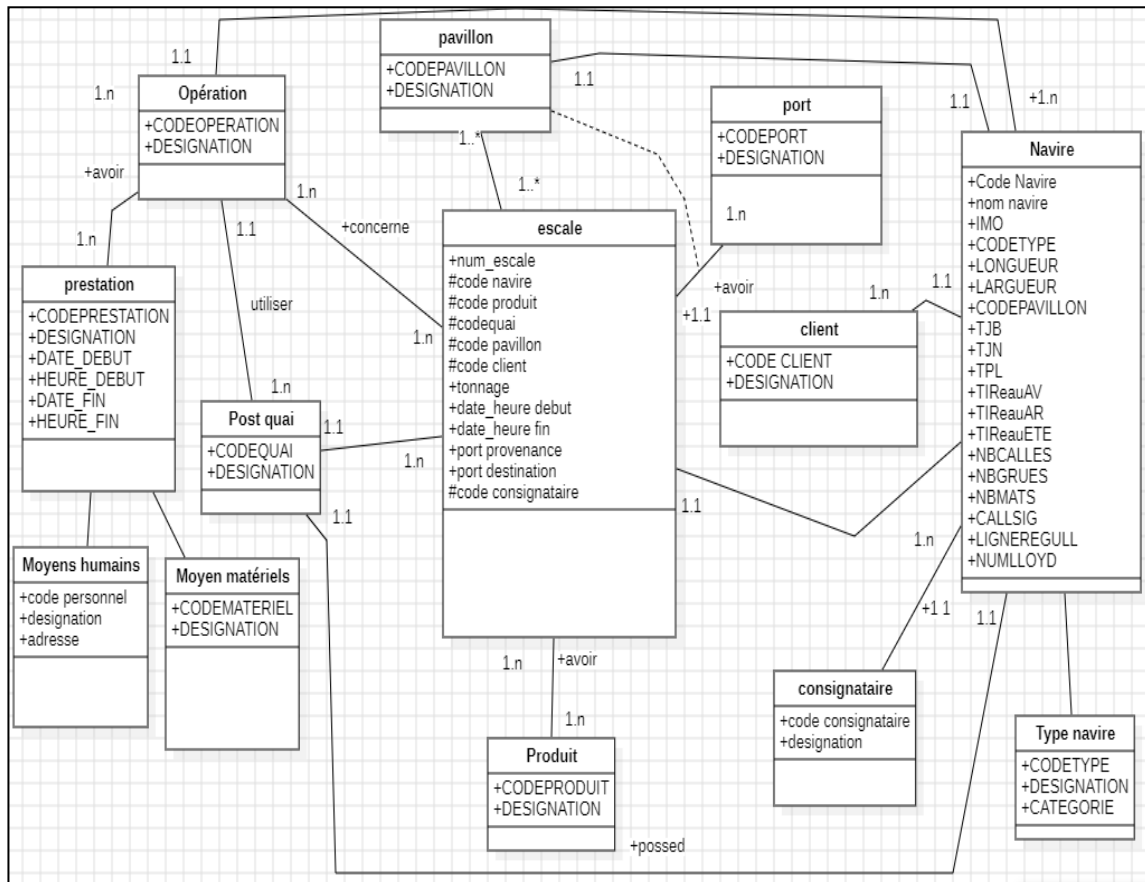 pavillon
+CODEPAVILLON
+DESIGNATION
1.1
1.1
1.1
+1.n
1..*
1..*
Opération
+CODEOPERATION
+DESIGNATION
1.n
+avoir
1.n
1.1
1.n
+concerne
1.n
utiliser
1.n
port
+CODEPORT
+DESIGNATION
1.n
+avoir
+1.1
Navire
+Code Navire
+nom navire
+IMO
+CODETYPE
+LONGUEUR
+LARGUEUR
+CODEPAVILLON
+TJB
+TJN
+TPL
+TIReauAV
+TIReauAR
+TIReauETE
+NBCALLES
+NBGRUES
+NBMATS
+CALLSIG
+LIGNEREGULL
+NUMLLOYD
escale
+num_escale
#code navire
#code produit
#codequai
#code pavillon
#code client
+tonnage
+date_heure debut
+date_heure fin
+port provenance
+port destination
#code consignataire
1.1
1.n
client
+CODE CLIENT
+DESIGNATION
prestation
+CODEPRESTATION
+DESIGNATION
+DATE_DEBUT
+HEURE_DEBUT
+DATE_FIN
+HEURE_FIN
Post quai
+CODEQUAI
+DESIGNATION
1.1
1.n
1.1
1.1
1.n
+1 1
1.1
Moyens humains
+code personnel
+designation
+adresse
Moyen matériels
+CODEMATERIEL
+DESIGNATION
1.n
+avoir
1.n
Produit
+CODEPRODUIT
+DESIGNATION
consignataire
+code consignataire
+designation
Type navire
+CODETYPE
+DESIGNATION
+CATEGORIE
+possed